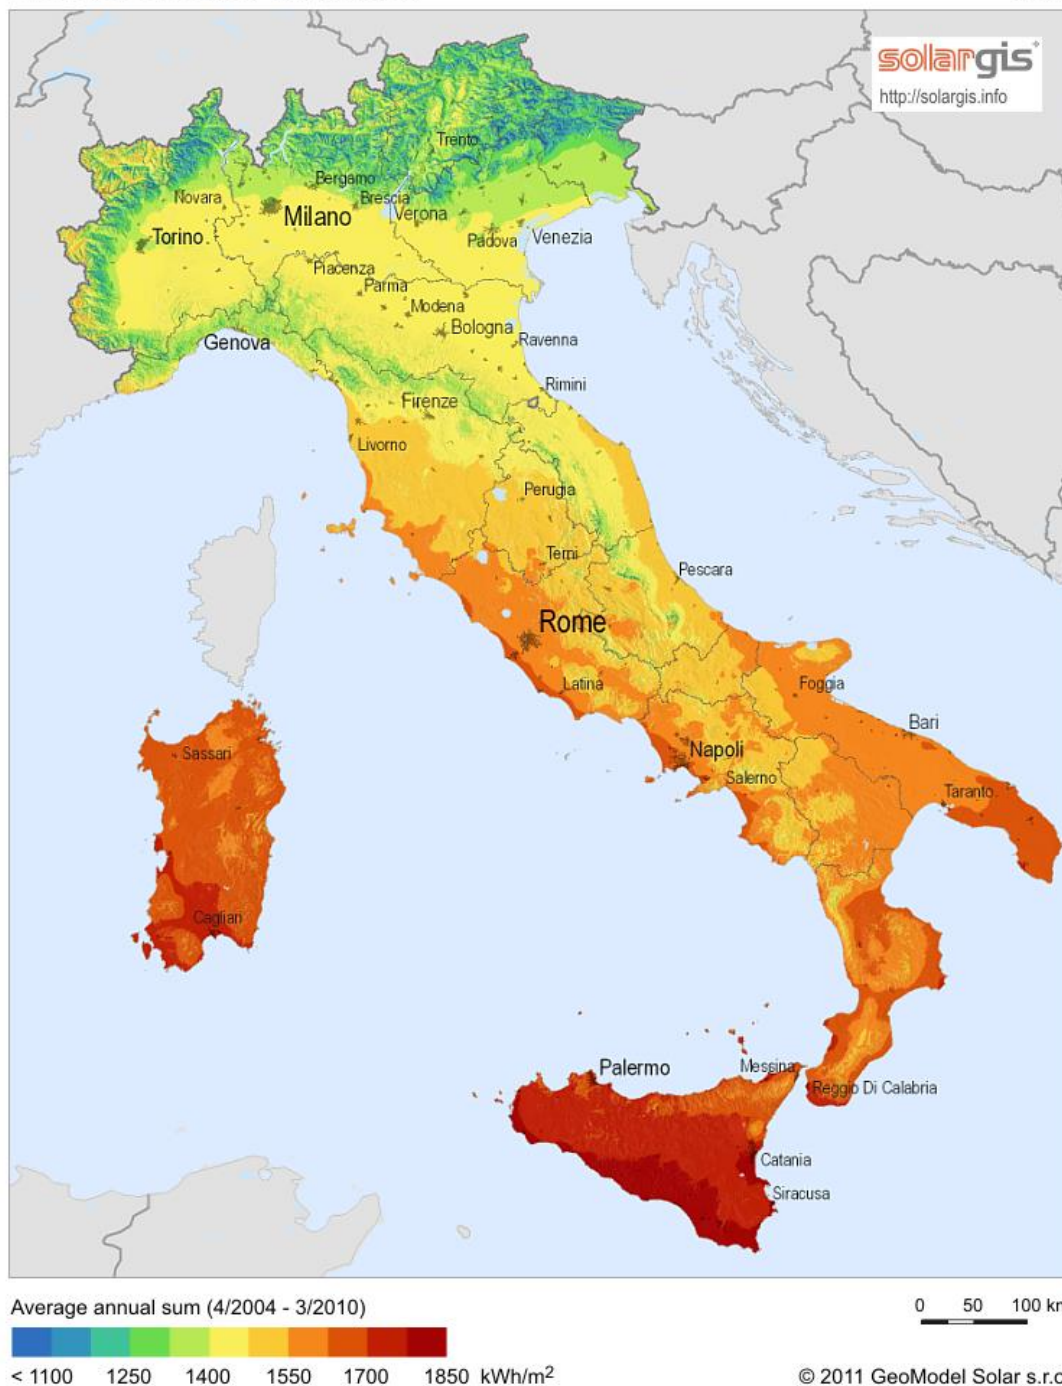 solargis
http://solargis.info
Trento
Bergamo
Novara
Brescia
Milano
Verona
Torino
Padova
Venezia
Piacenza
Parma
Modena
Bologna
Genova
Ravenna
Rimini
Firenze
Livorno
Perugia
Terni
Pescara
Rome
Latina
Foggia
Bari
Napoli
Sassari
Salerno
Taranto
Cagliari
Palermo
Messina
Reggio Di Calabria
Catania
Siracusa
Average annual sum (4/2004 - 3/2010)
0 50 100 km
< 1100 1250 1400 1550 1700 1850 kWh/m²
© 2011 GeoModel Solar s.r.o